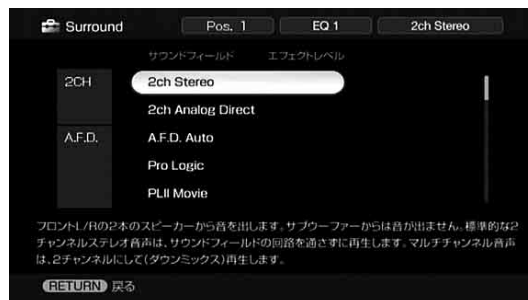 Surround Pos. 1 EQ 1 2ch Stereo
サウンドフィールド エフェクトレベル
2CH 2ch Stereo
2ch Analog Direct
A.F.D. A.F.D. Auto
Pro Logic
PLII Movie
フロントL/Rの2本のスピーカーから音を出します。サブウーファーからは音が出ません。標準的な2
チャンネルステレオ音声は、サウンドフィールドの回路を通さずに再生します。マルチチャンネル音声
は、2チャンネルにして(ダウンミックス)再生します。
RETURN 戻る